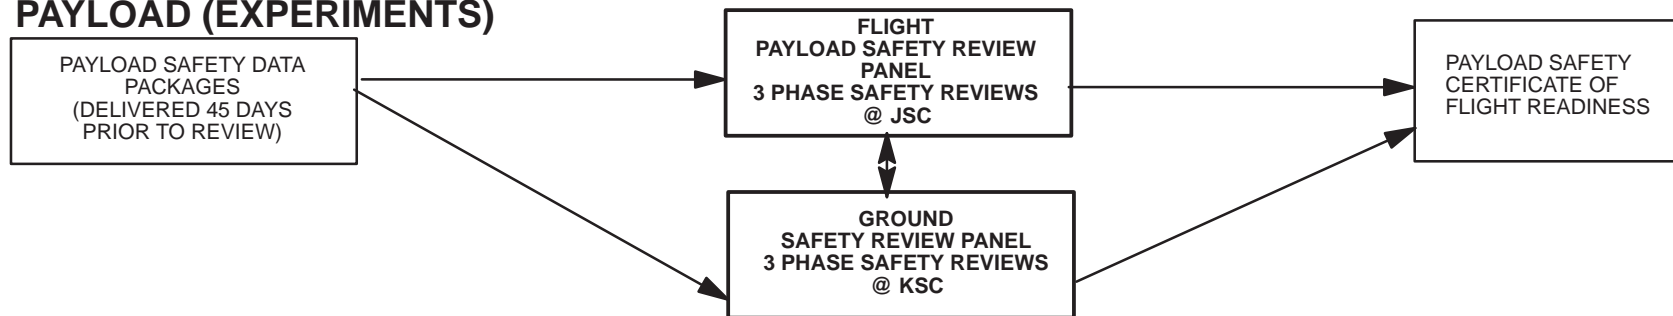 PAYLOAD (EXPERIMENTS)
PAYLOAD SAFETY DATA
PACKAGES
(DELIVERED 45 DAYS
PRIOR TO REVIEW)
FLIGHT
PAYLOAD SAFETY REVIEW
PANEL
3 PHASE SAFETY REVIEWS
@ JSC
GROUND
SAFETY REVIEW PANEL
3 PHASE SAFETY REVIEWS
@ KSC
PAYLOAD SAFETY
CERTIFICATE OF
FLIGHT READINESS